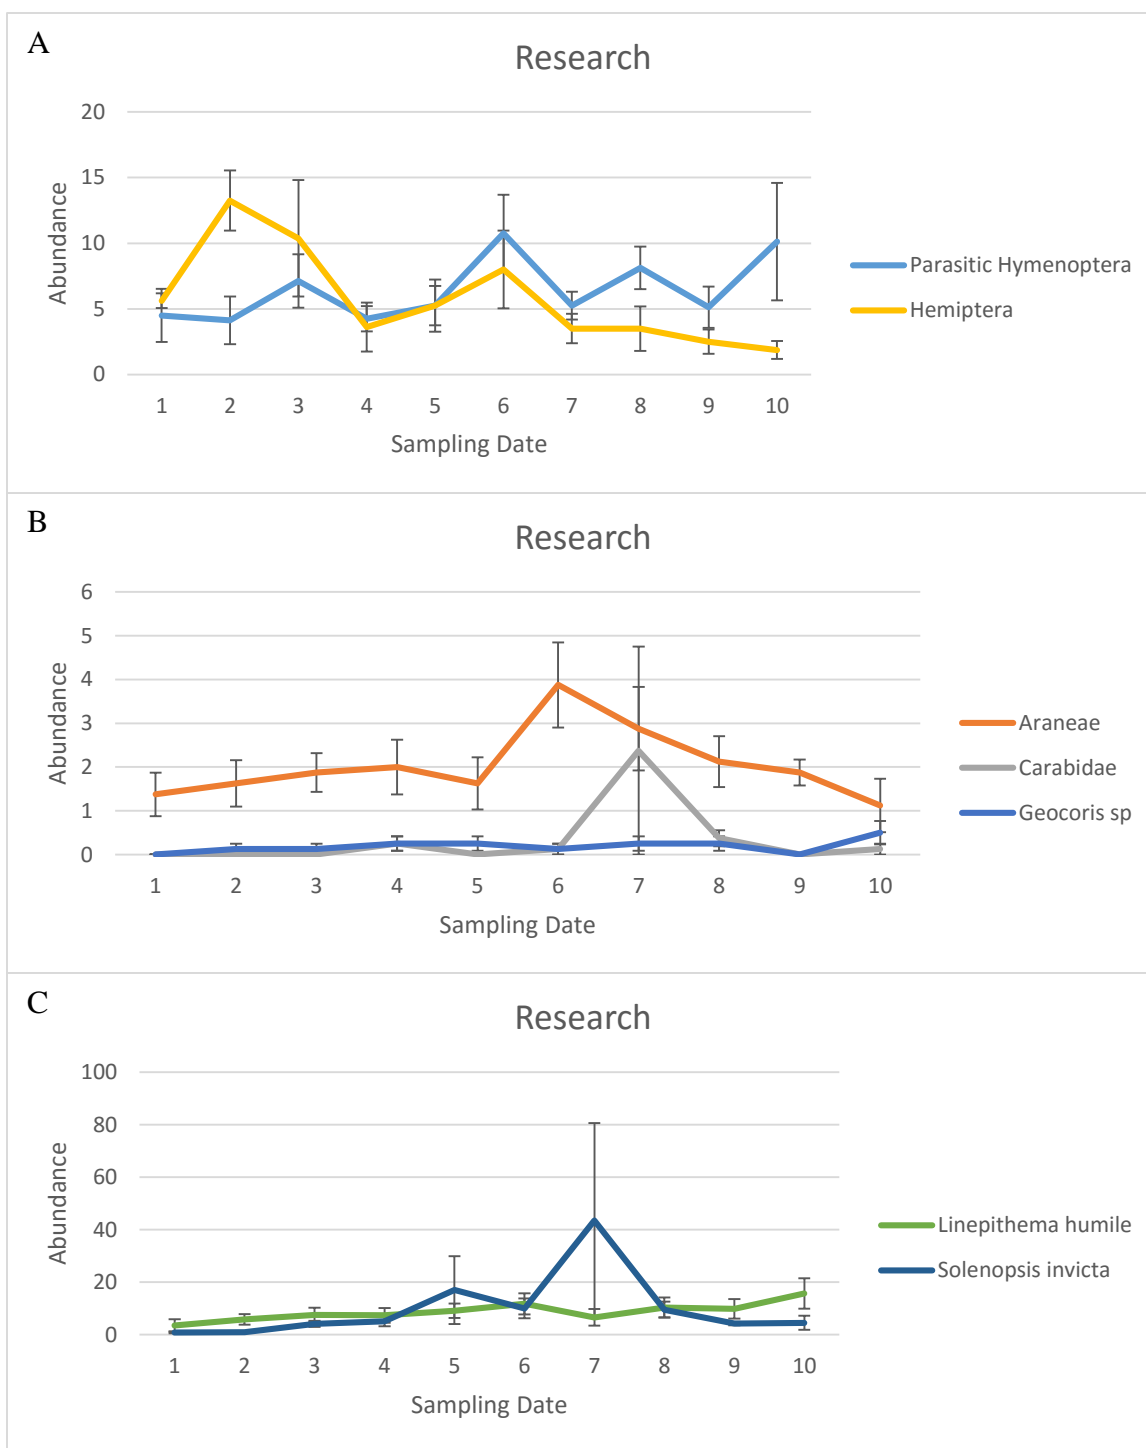 A
Research
20
15
10
5
0
Abundance
1 2 3 4 5 6 7 8 9 10
Sampling Date
Parasitic Hymenoptera
Hemiptera
B
Research
6
5
4
3
2
1
0
Abundance
1 2 3 4 5 6 7 8 9 10
Sampling Date
Araneae
Carabidae
Geocoris sp
C
Research
100
80
60
40
20
0
Abundance
1 2 3 4 5 6 7 8 9 10
Sampling Date
Linepithema humile
Solenopsis invicta